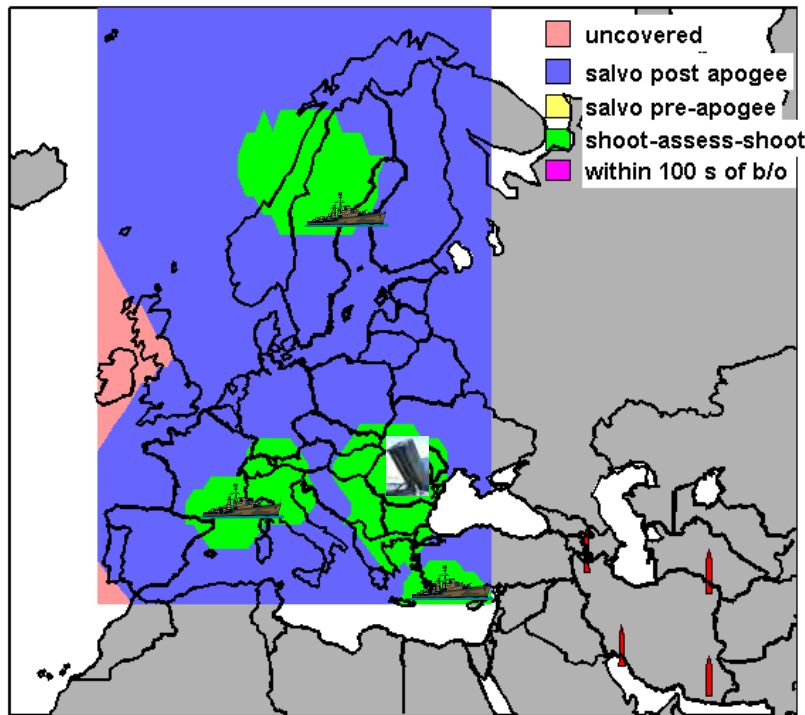 uncovered
salvo post apogee
salvo pre-apogee
shoot-assess-shoot
within 100 s of b/o